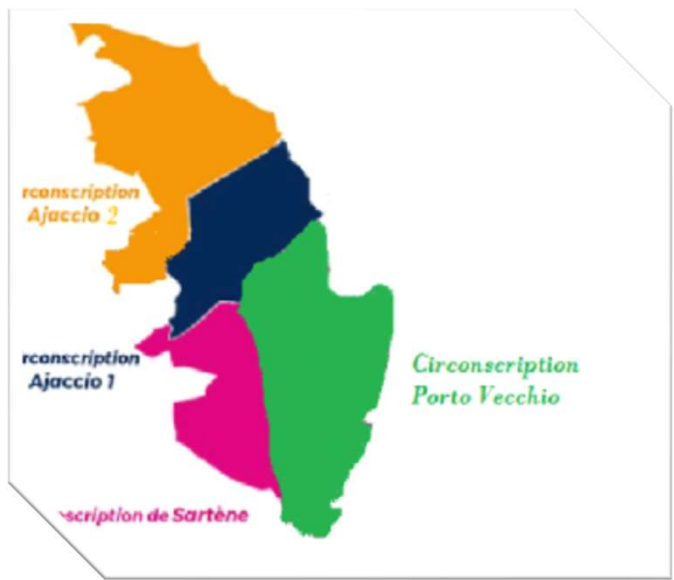 rconscription
Ajaccio 2
rconscription
Ajaccio 1
Circonscription
Porto Vecchio
scription de Sartène